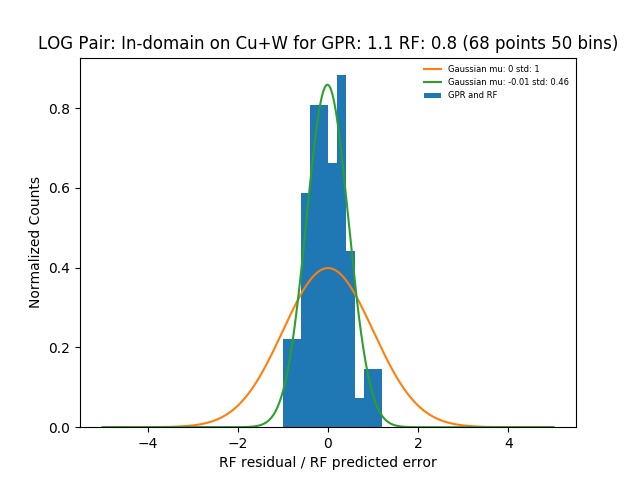 LOG Pair: In-domain on Cu+W for GPR: 1.1 RF: 0.8 (68 points 50 bins)
Gaussian mu: 0 std: 1
Gaussian mu: -0.01 std: 0.46
GPR and RF
Normalized Counts
0.8
0.6
0.4
0.2
0.0
−4
−2
0
2
4
RF residual / RF predicted error